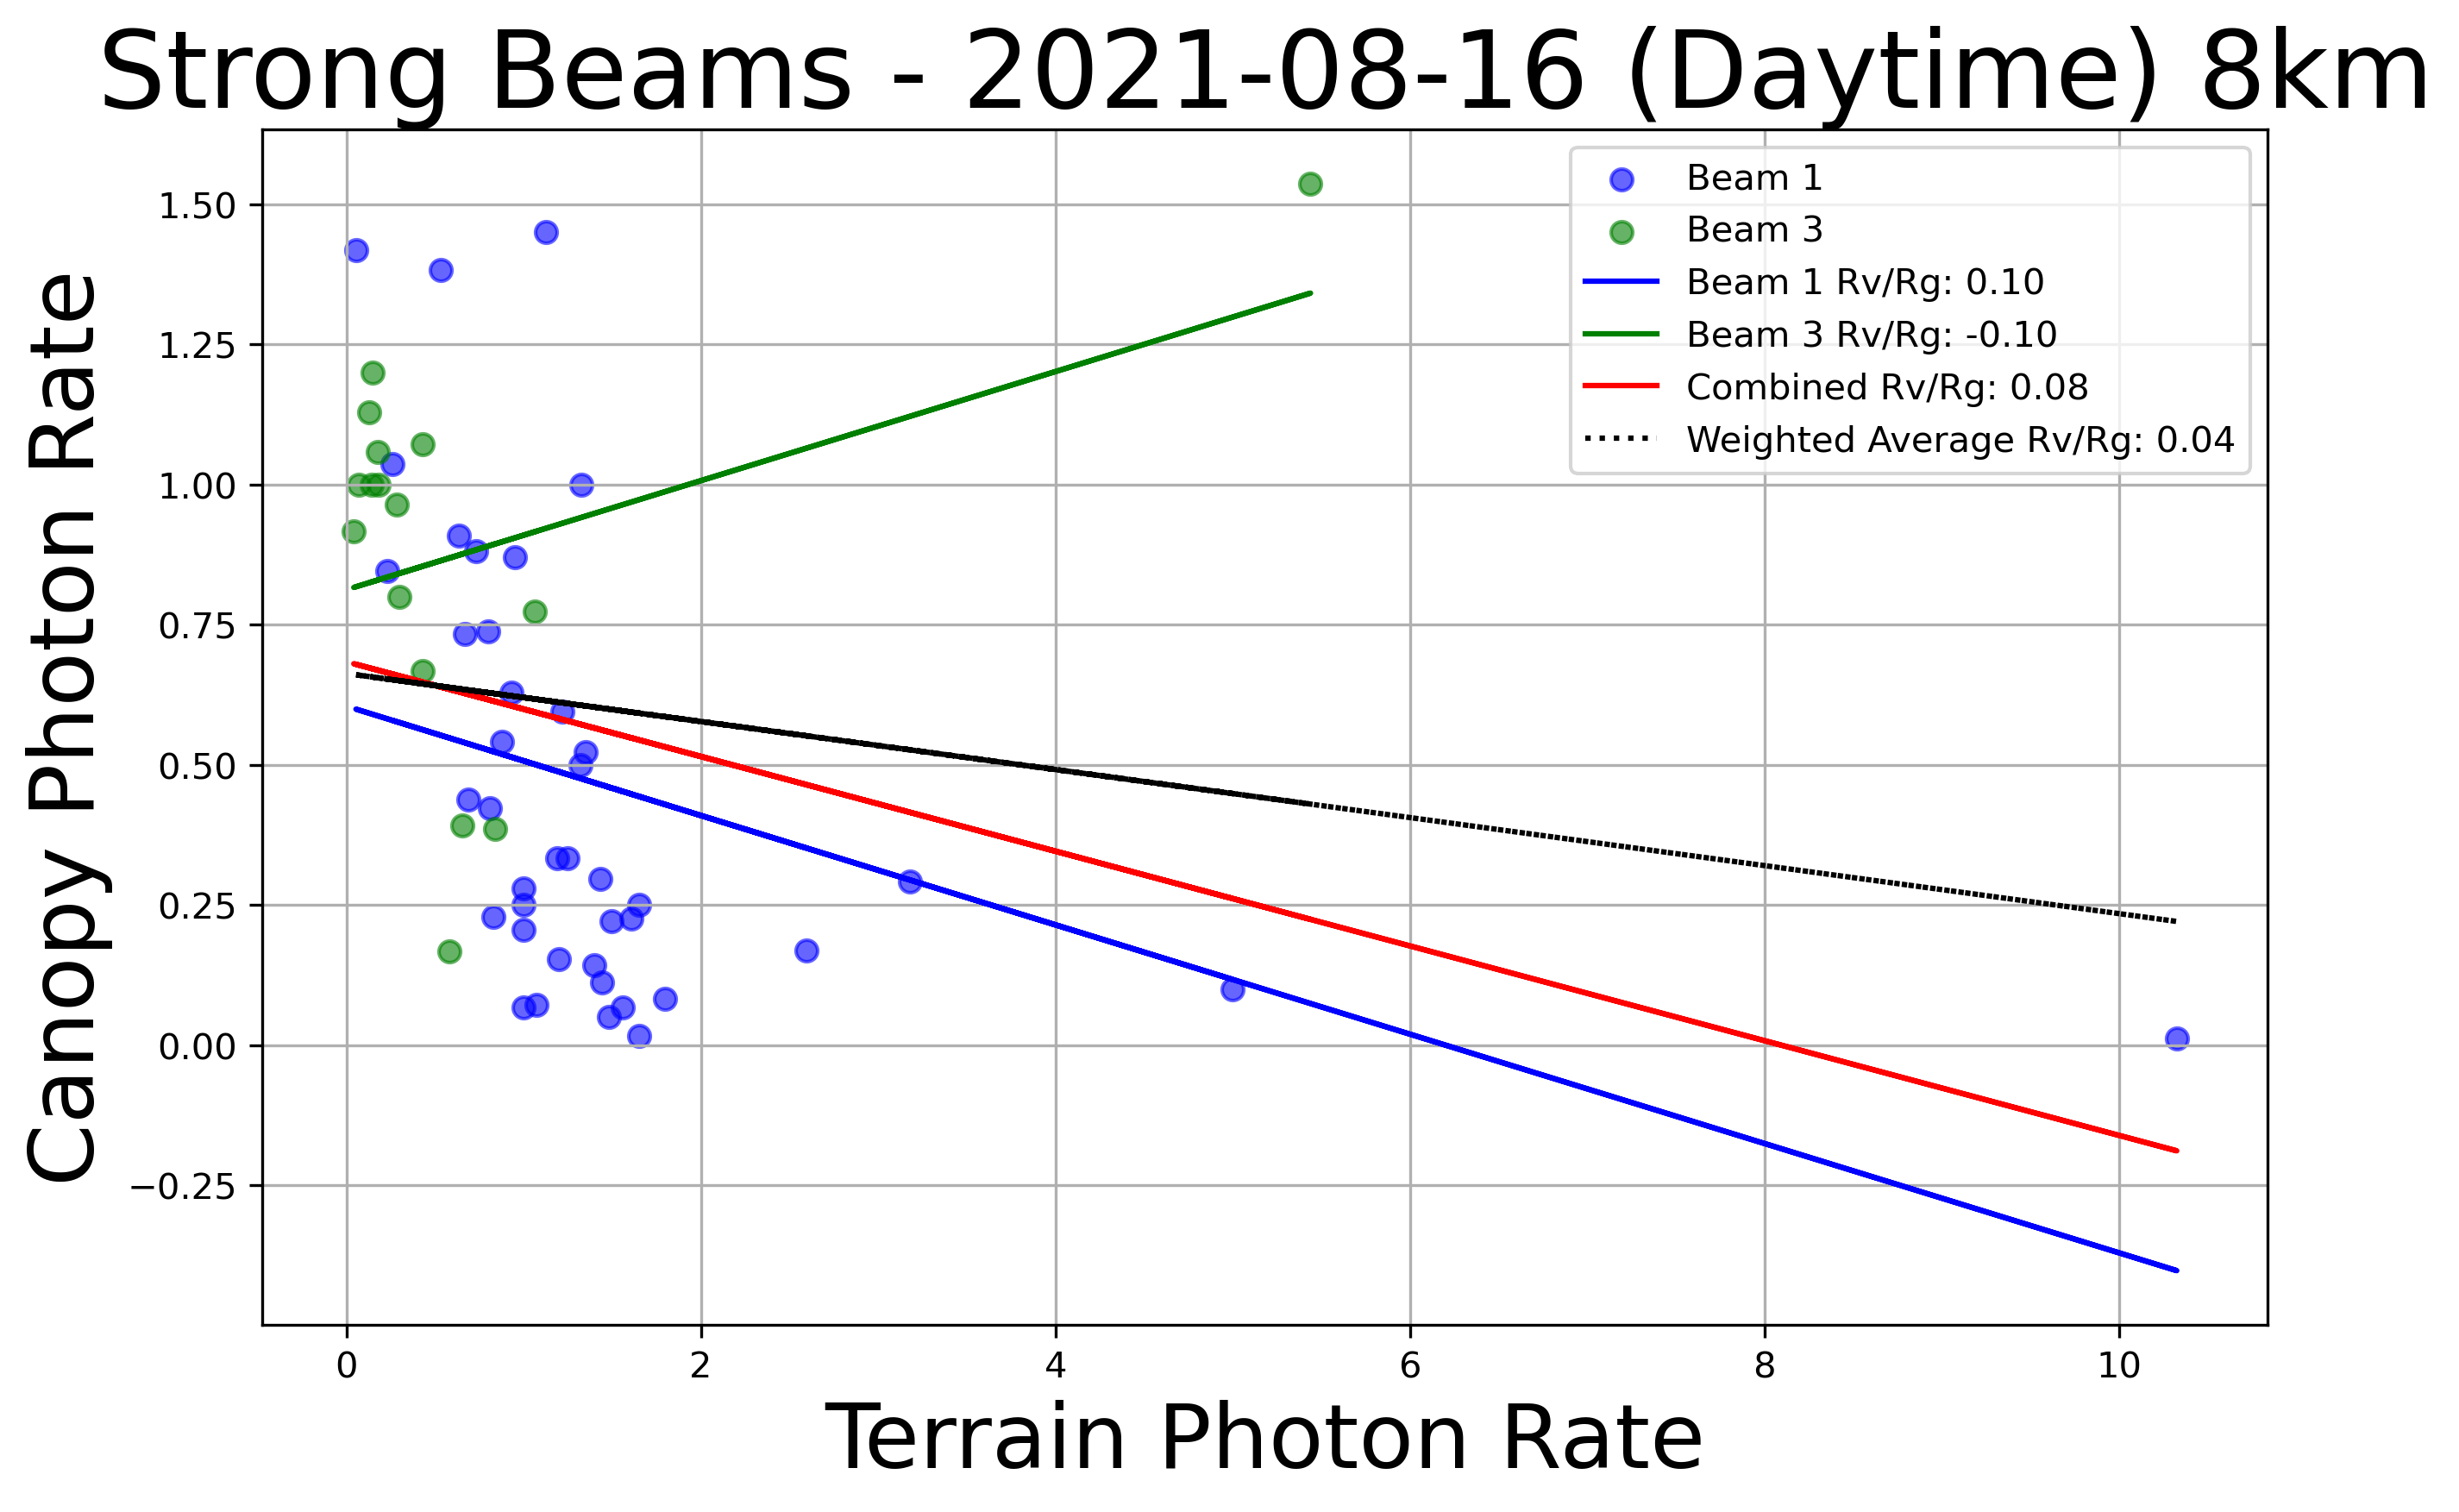 Strong Beams - 2021-08-16 (Daytime) 8km
Canopy Photon Rate
1.50
1.25
1.00
0.75
0.50
0.25
0.00
−0.25
Beam 1
Beam 3
Beam 1 Rv/Rg: 0.10
Beam 3 Rv/Rg: -0.10
Combined Rv/Rg: 0.08
Weighted Average Rv/Rg: 0.04
0 2 4 6 8 10
Terrain Photon Rate